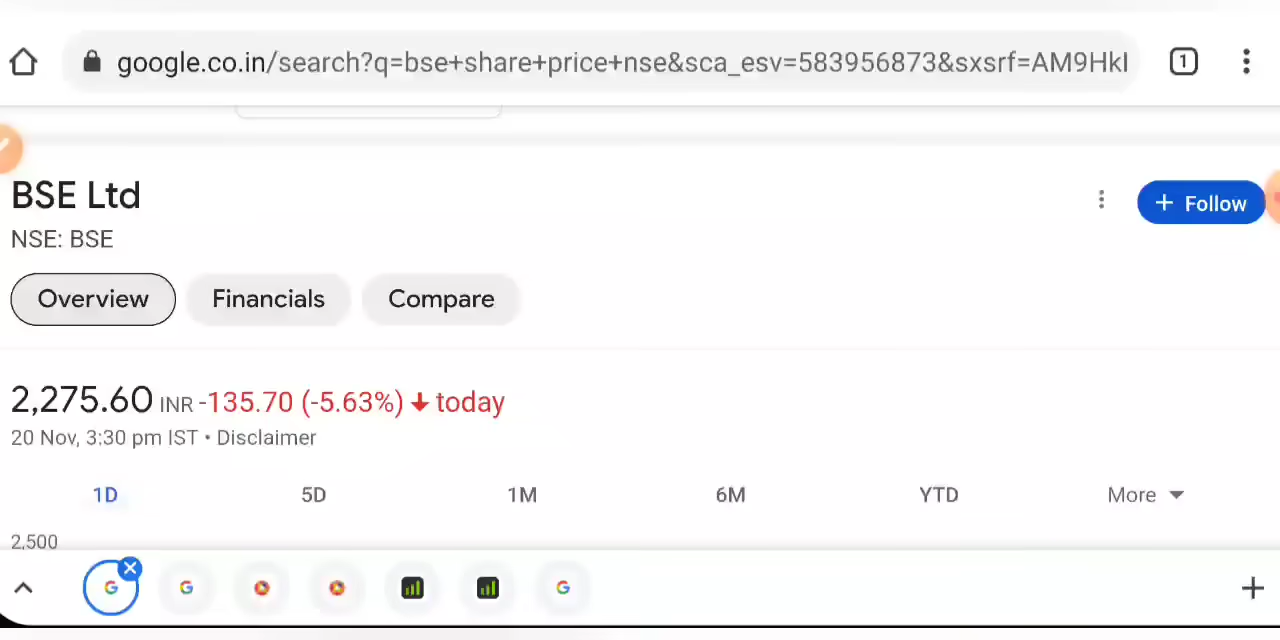 google.co.in/search?q=bse+share+price+nse&sca_esv=583956873&sxsrf=AM9HkI
1
BSE Ltd
+ Follow
NSE: BSE
Overview Financials Compare
2,275.60 INR -135.70 (-5.63%) ↓ today
20 Nov, 3:30 pm IST • Disclaimer
1D 5D 1M 6M YTD More
2,500